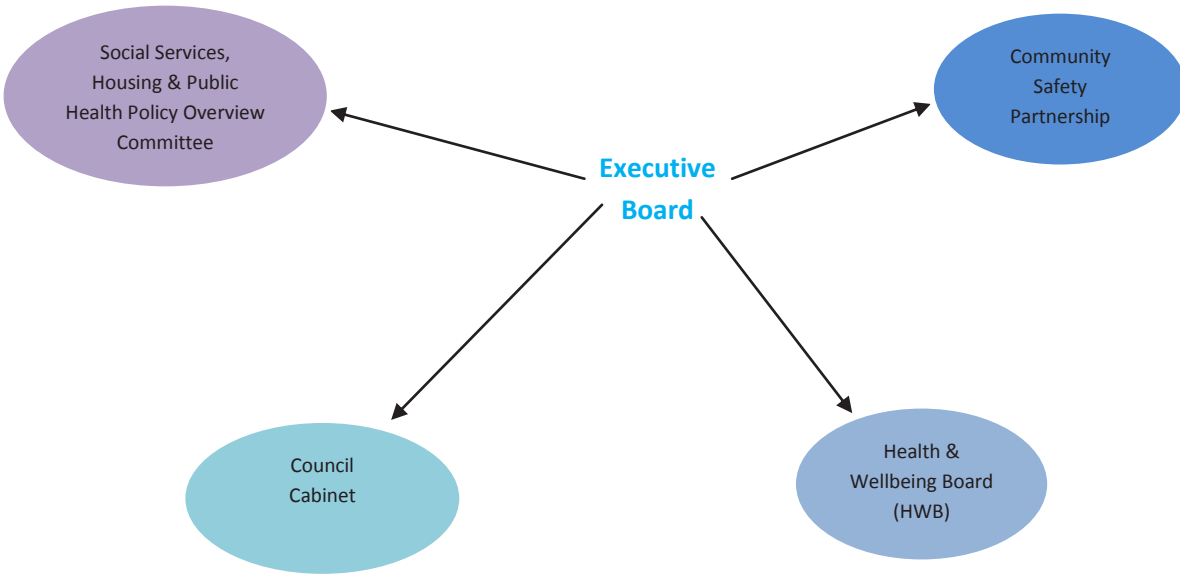 Social Services,
Housing & Public
Health Policy Overview
Committee
Community
Safety
Partnership
Executive
Board
Council
Cabinet
Health &
Wellbeing Board
(HWB)